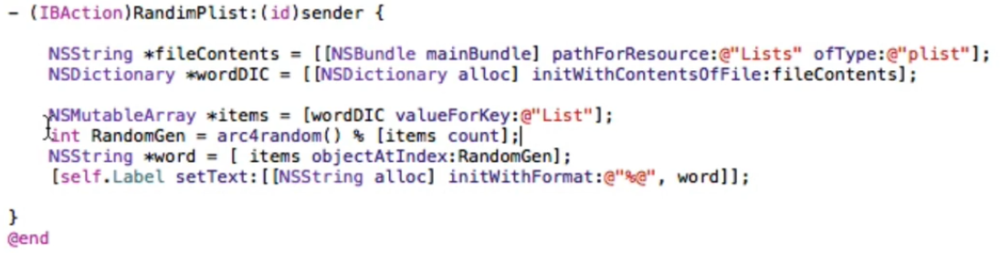 - (IBAction)RandimPlist:(id)sender {
NSString *fileContents = [[NSBundle mainBundle] pathForResource:@"Lists" ofType:@"plist"];
NSDictionary *wordDIC = [[NSDictionary alloc] initWithContentsOfFile:fileContents];
NSMutableArray *items = [wordDIC valueForKey:@"List"];
int RandomGen = arc4random() % [items count];
NSString *word = [ items objectAtIndex:RandomGen];
[self.Label setText:[[NSString alloc] initWithFormat:@"%@", word]];
}
@end